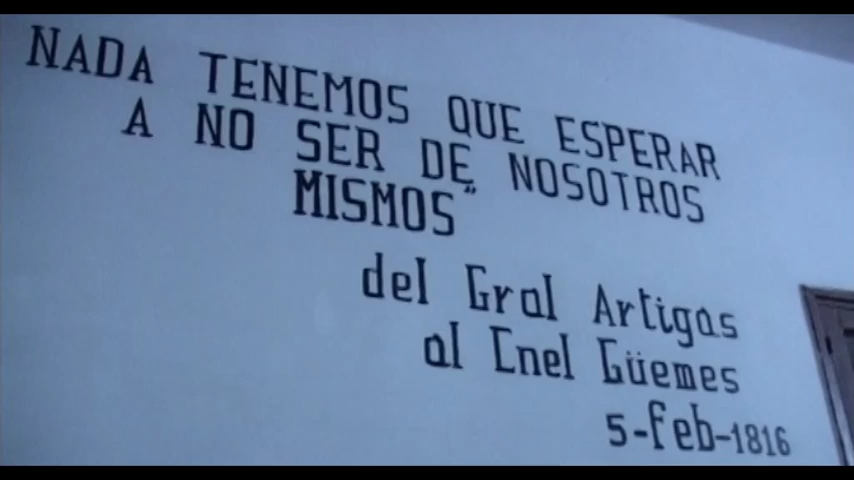 NADA TENEMOS QUE ESPERAR
A NO SER DE NOSOTROS
MISMOS"
del Gral Artigas
al Cnel Güemes
5-feb-1816